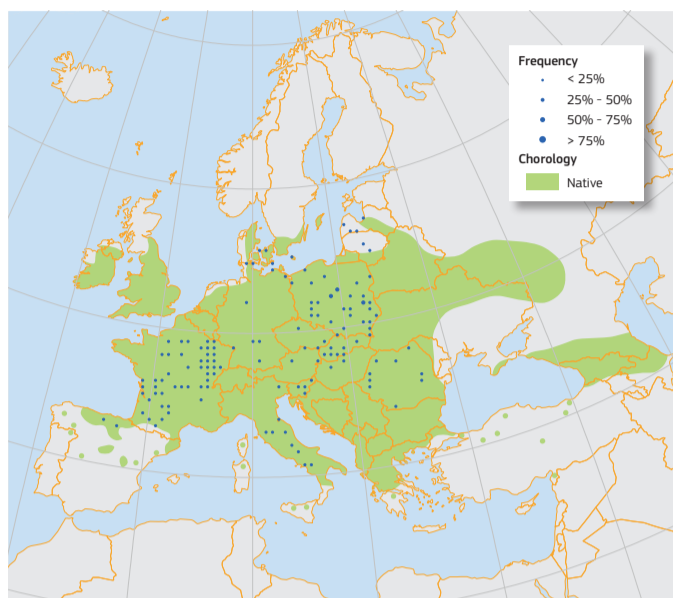 Frequency
< 25%
25% - 50%
50% - 75%
> 75%
Chorology
Native